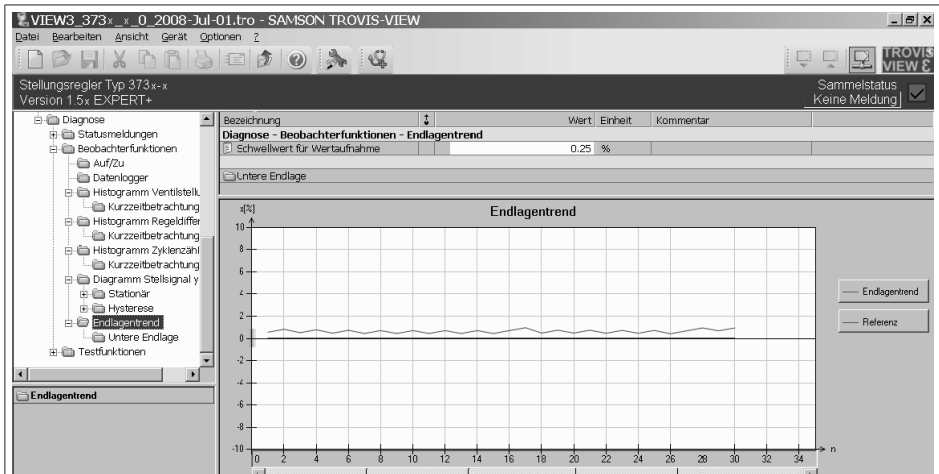 VIEW3_373x_x_0_2008-Jul-01.tro - SAMSON TROVIS-VIEW
Datei Bearbeiten Ansicht Gerät Optionen ?
TROVIS
VIEW 3
Stellungsregler Typ 373x-x
Version 1.5x EXPERT+
Sammelstatus
Keine Meldung
Diagnose
Statusmeldungen
Beobachterfunktionen
Auf/Zu
Datenlogger
Histogramm Ventilstellu
Kurzzeitbetrachtung
Histogramm Regeldiffer
Kurzzeitbetrachtung
Histogramm Zyklenzähl
Kurzzeitbetrachtung
Diagramm Stellsignal y
Stationär
Hysterese
Endlagentrend
Untere Endlage
Testfunktionen
Endlagentrend
Bezeichnung Wert Einheit Kommentar
Diagnose - Beobachterfunktionen - Endlagentrend
Schwellwert für Wertaufnahme 0.25 %
Untere Endlage
Endlagentrend
x[%]
10
8
6
4
2
0
-2
-4
-6
-8
-10
0 2 4 6 8 10 12 14 16 18 20 22 24 26 28 30 32 34
n
Endlagentrend
Referenz